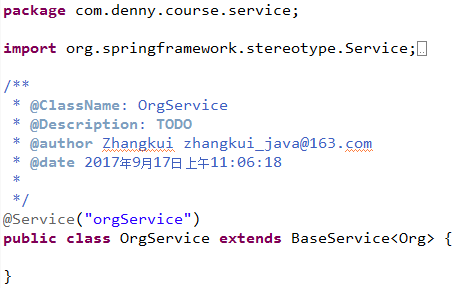 package com.denny.course.service;
import org.springframework.stereotype.Service;
/**
 * @ClassName: OrgService
 * @Description: TODO
 * @author Zhangkui zhangkui_java@163.com
 * @date 2017年9月17日 上午11:06:18
 *
 */
@Service("orgService")
public class OrgService extends BaseService<Org> {
}